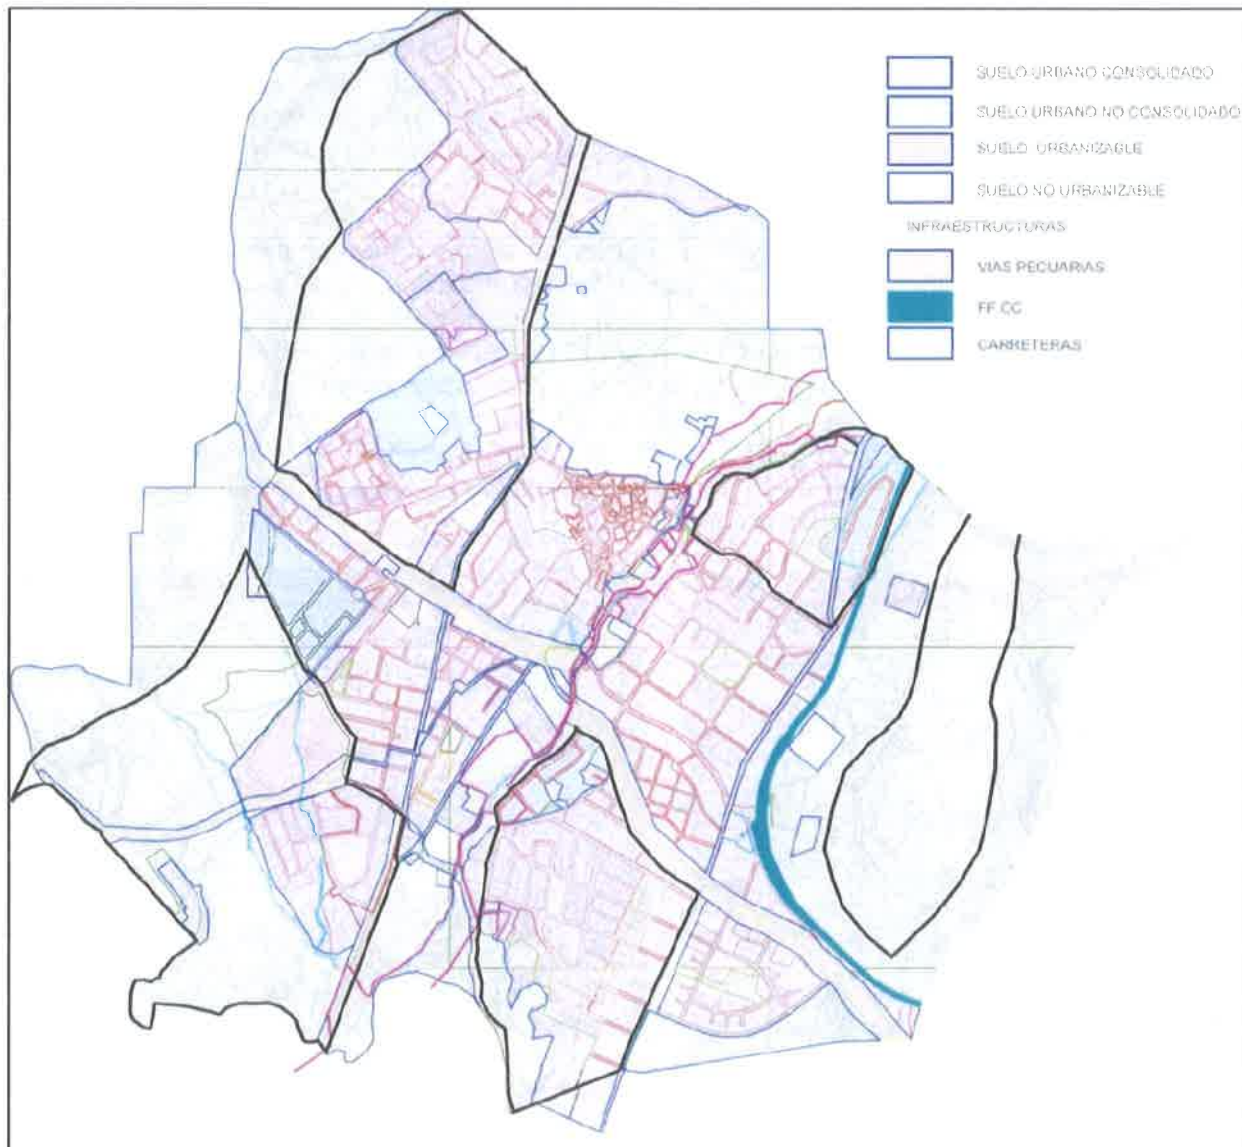 SUELO URBANO CONSOLIDADO
SUELO URBANO NO CONSOLIDADO
SUELO URBANIZABLE
SUELO NO URBANIZABLE
INFRAESTRUCTURAS
VIAS PECUARIAS
FF.CC
CARRETERAS